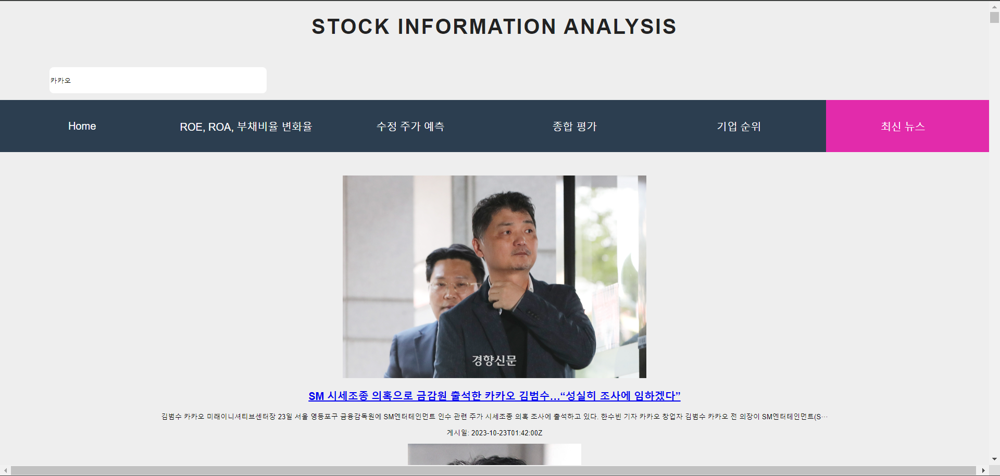 STOCK INFORMATION ANALYSIS
카카오
Home
ROE, ROA, 부채비율 변화율
수정 주가 예측
종합 평가
기업 순위
최신 뉴스
경향신문
SM 시세조종 의혹으로 금감원 출석한 카카오 김범수…“성실히 조사에 임하겠다”
김범수 카카오 미래이니셔티브센터장 23일 서울 영등포구 금융감독원에 SM엔터테인먼트 인수 관련 주가 시세조종 의혹 조사에 출석하고 있다. 한수빈 기자 카카오 창업자 김범수 카카오 전 의장이 SM엔터테인먼트(S…
게시일: 2023-10-23T01:42:00Z